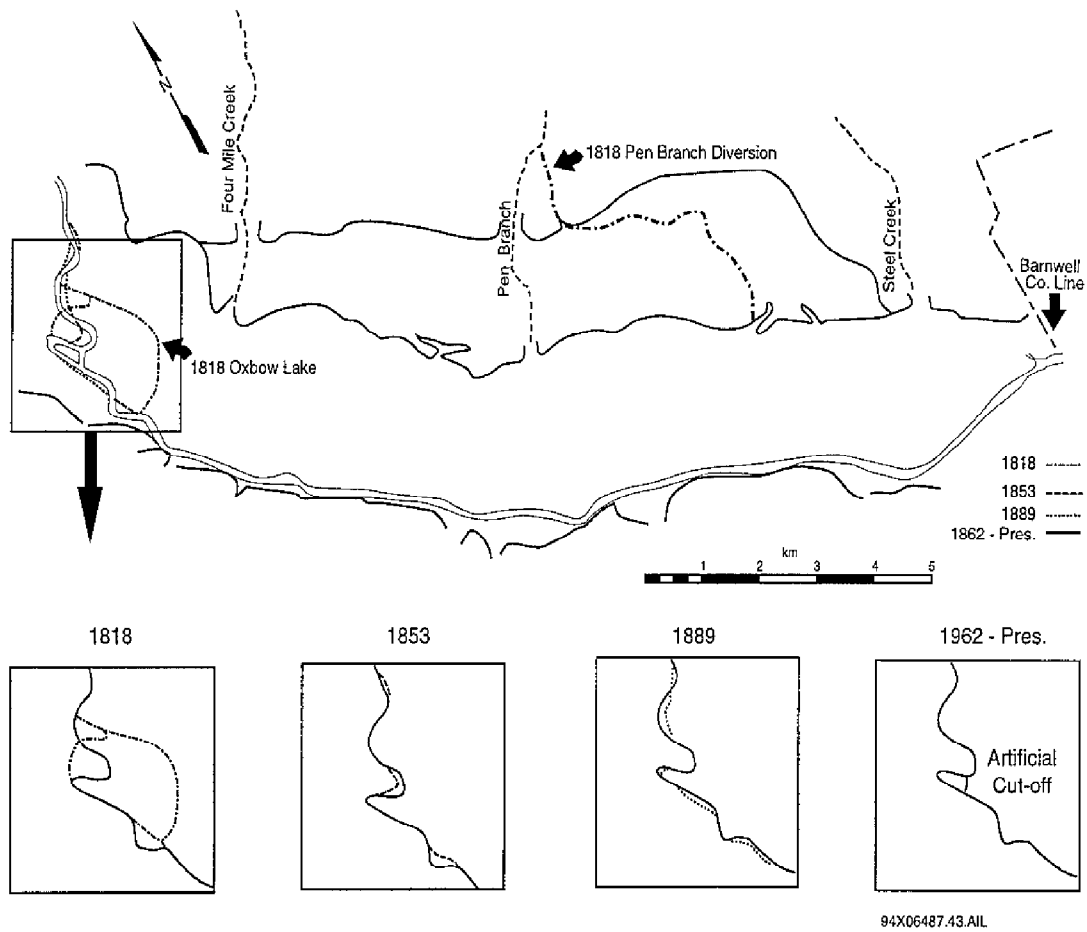 N
Four Mile Creek
1818 Pen Branch Diversion
Pen Branch
Steel Creek
Barnwell
Co. Line
1818 Oxbow Lake
1818
1853
1889
1862 - Pres.
km
1 2 3 4 5
1818
1853
1889
1962 - Pres.
Artificial
Cut-off
94X06487.43.AIL